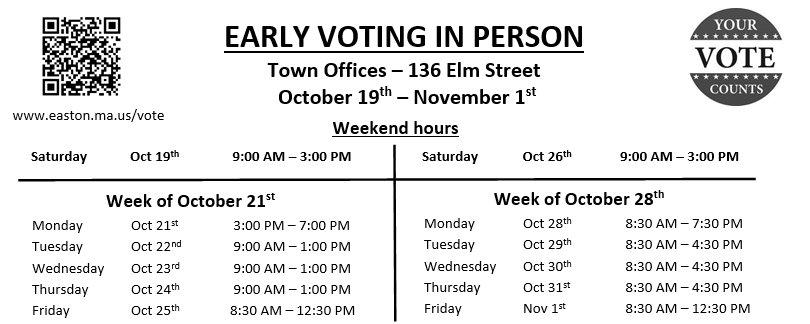 EARLY VOTING IN PERSON
Town Offices – 136 Elm Street
October 19th – November 1st
www.easton.ma.us/vote
YOUR
VOTE
COUNTS
Weekend hours
Saturday Oct 19th 9:00 AM – 3:00 PM
Saturday Oct 26th 9:00 AM – 3:00 PM
Week of October 21st
Monday Oct 21st 3:00 PM – 7:00 PM
Tuesday Oct 22nd 9:00 AM – 1:00 PM
Wednesday Oct 23rd 9:00 AM – 1:00 PM
Thursday Oct 24th 9:00 AM – 1:00 PM
Friday Oct 25th 8:30 AM – 12:30 PM
Week of October 28th
Monday Oct 28th 8:30 AM – 7:30 PM
Tuesday Oct 29th 8:30 AM – 4:30 PM
Wednesday Oct 30th 8:30 AM – 4:30 PM
Thursday Oct 31st 8:30 AM – 4:30 PM
Friday Nov 1st 8:30 AM – 12:30 PM